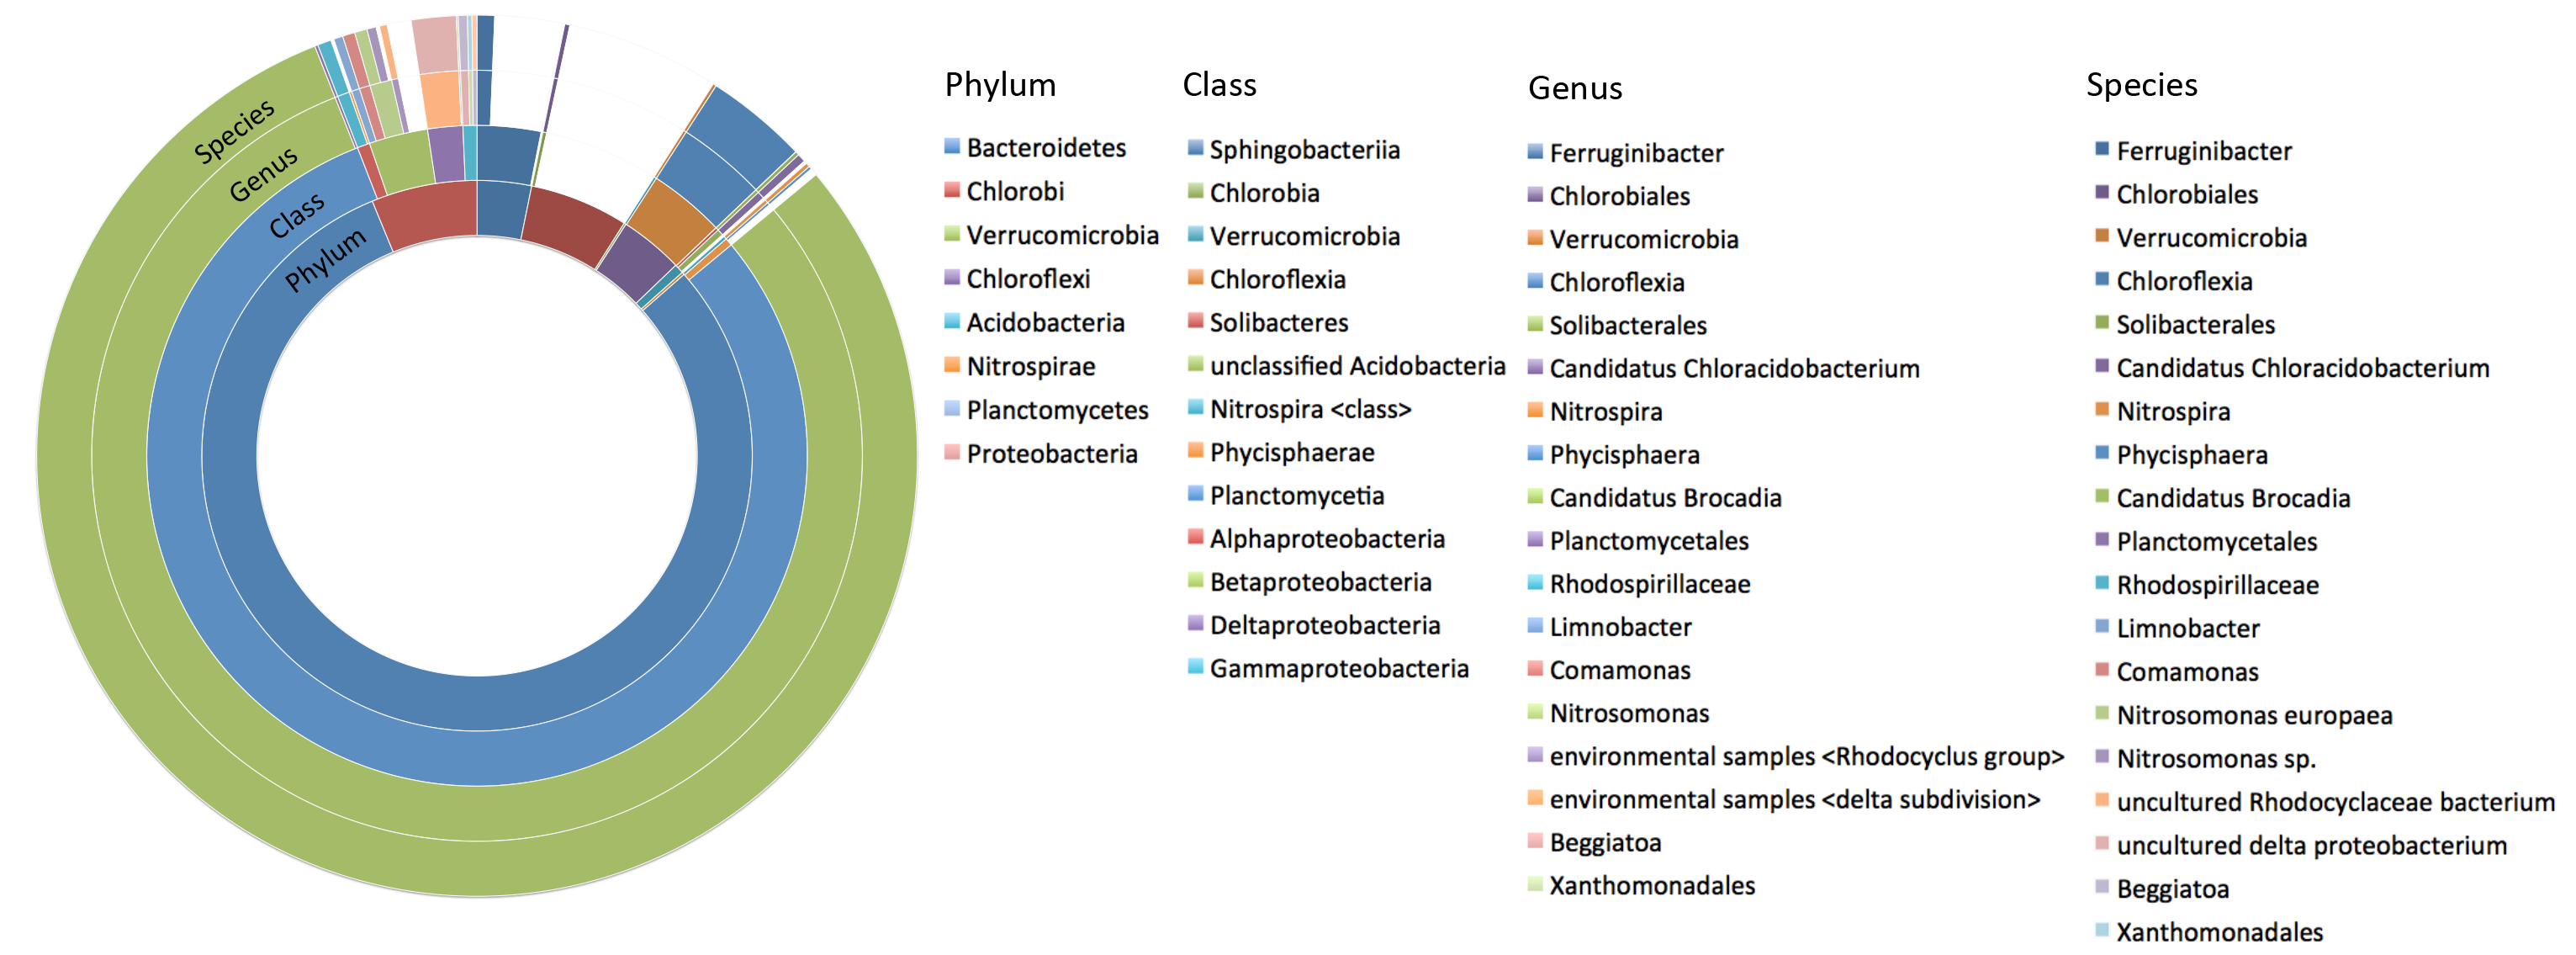 Species
Genus
Class
Phylum
Phylum
Bacteroidetes
Chlorobi
Verrucomicrobia
Chloroflexi
Acidobacteria
Nitrospirae
Planctomycetes
Proteobacteria
Class
Sphingobacteriia
Chlorobia
Verrucomicrobia
Chloroflexia
Solibacteres
unclassified Acidobacteria
Nitrospira <class>
Phycisphaerae
Planctomycetia
Alphaproteobacteria
Betaproteobacteria
Deltaproteobacteria
Gammaproteobacteria
Genus
Ferruginibacter
Chlorobiales
Verrucomicrobia
Chloroflexia
Solibacterales
Candidatus Chloracidobacterium
Nitrospira
Phycisphaera
Candidatus Brocadia
Planctomycetales
Rhodospirillaceae
Limnobacter
Comamonas
Nitrosomonas
environmental samples <Rhodocyclus group>
environmental samples <delta subdivision>
Beggiatoa
Xanthomonadales
Species
Ferruginibacter
Chlorobiales
Verrucomicrobia
Chloroflexia
Solibacterales
Candidatus Chloracidobacterium
Nitrospira
Phycisphaera
Candidatus Brocadia
Planctomycetales
Rhodospirillaceae
Limnobacter
Comamonas
Nitrosomonas europaea
Nitrosomonas sp.
uncultured Rhodocyclaceae bacterium
uncultured delta proteobacterium
Beggiatoa
Xanthomonadales